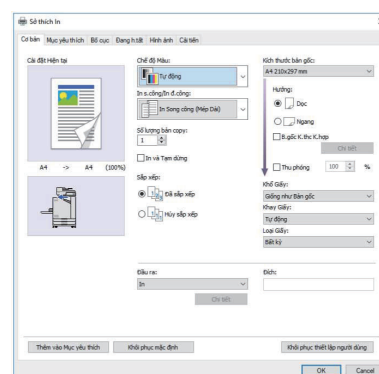 Sở thích In
Cơ bản Mục yêu thích Bố cục Đang h.tất Hình ảnh Cải tiến
Cài đặt Hiện tại
A4 -> A4 (100%)
Chế độ Màu:
Tự động
In s.công/In đ.công:
In Song công (Mép Dài)
Số lượng bản copy:
1
In và Tạm dừng
Sắp xếp:
Đã sắp xếp
Hủy sắp xếp
Kích thước bản gốc:
A4 210x297 mm
Hướng:
Dọc
Ngang
B.gốc K.thc K.hợp
Chi tiết
Thu phóng 100 %
Khổ Giấy:
Giống như Bản gốc
Khay Giấy:
Tự động
Loại Giấy:
Bất kỳ
Đầu ra:
In
Chi tiết
Đích:
Thêm vào Mục yêu thích Khôi phục mặc định Khôi phục thiết lập người dùng
OK Cancel